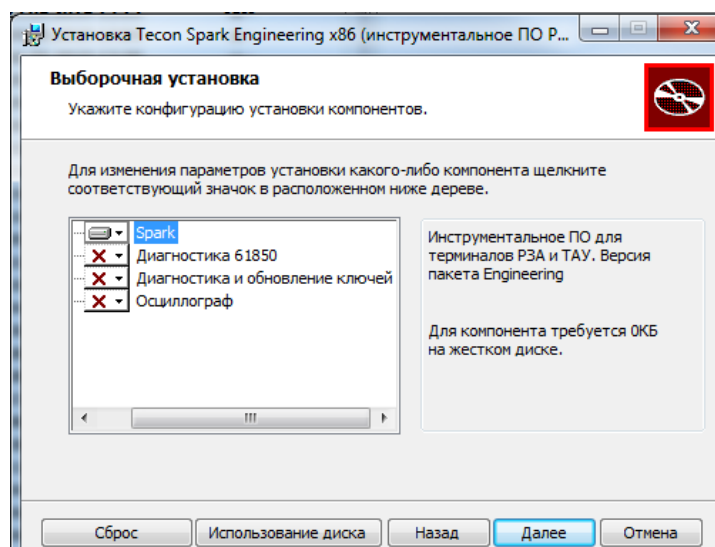 Установка Tecon Spark Engineering x86 (инструментальное ПО Р...
Выборочная установка
Укажите конфигурацию установки компонентов.
Для изменения параметров установки какого-либо компонента щелкните
соответствующий значок в расположенном ниже дереве.
Spark
Диагностика 61850
Диагностика и обновление ключей
Осциллограф
Инструментальное ПО для
терминалов РЗА и ТАУ. Версия
пакета Engineering
Для компонента требуется 0КБ
на жестком диске.
Сброс
Использование диска
Назад
Далее
Отмена